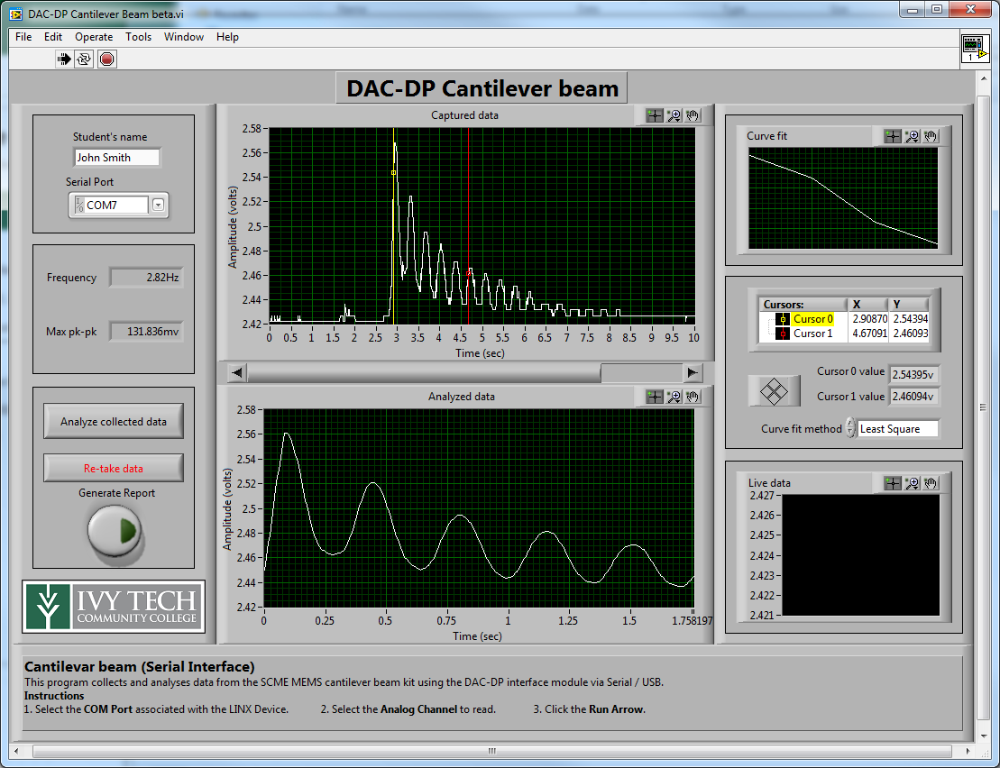 DAC-DP Cantilever Beam beta.vi
File Edit Operate Tools Window Help
1
DAC-DP Cantilever beam
Student's name
John Smith
Serial Port
COM7
Frequency 2.82Hz
Max pk-pk 131.836mv
Analyze collected data
Re-take data
Generate Report
IVY TECH
COMMUNITY COLLEGE
Captured data
Amplitude (volts)
2.58
2.56
2.54
2.52
2.5
2.48
2.46
2.44
2.42
0 0.5 1 1.5 2 2.5 3 3.5 4 4.5 5 5.5 6 6.5 7 7.5 8 8.5 9 9.5 10
Time (sec)
Analyzed data
Amplitude (volts)
2.58
2.56
2.54
2.52
2.5
2.48
2.46
2.44
2.42
0 0.25 0.5 0.75 1 1.25 1.5 1.758197
Time (sec)
Curve fit
Cursors: X Y
Cursor 0 2.90870 2.54394
Cursor 1 4.67091 2.46093
Cursor 0 value 2.54395v
Cursor 1 value 2.46094v
Curve fit method Least Square
Live data
2.427
2.426
2.425
2.424
2.423
2.422
2.421
Cantilevar beam (Serial Interface)
This program collects and analyses data from the SCME MEMS cantilever beam kit using the DAC-DP interface module via Serial / USB.
Instructions
1. Select the COM Port associated with the LINX Device. 2. Select the Analog Channel to read. 3. Click the Run Arrow.